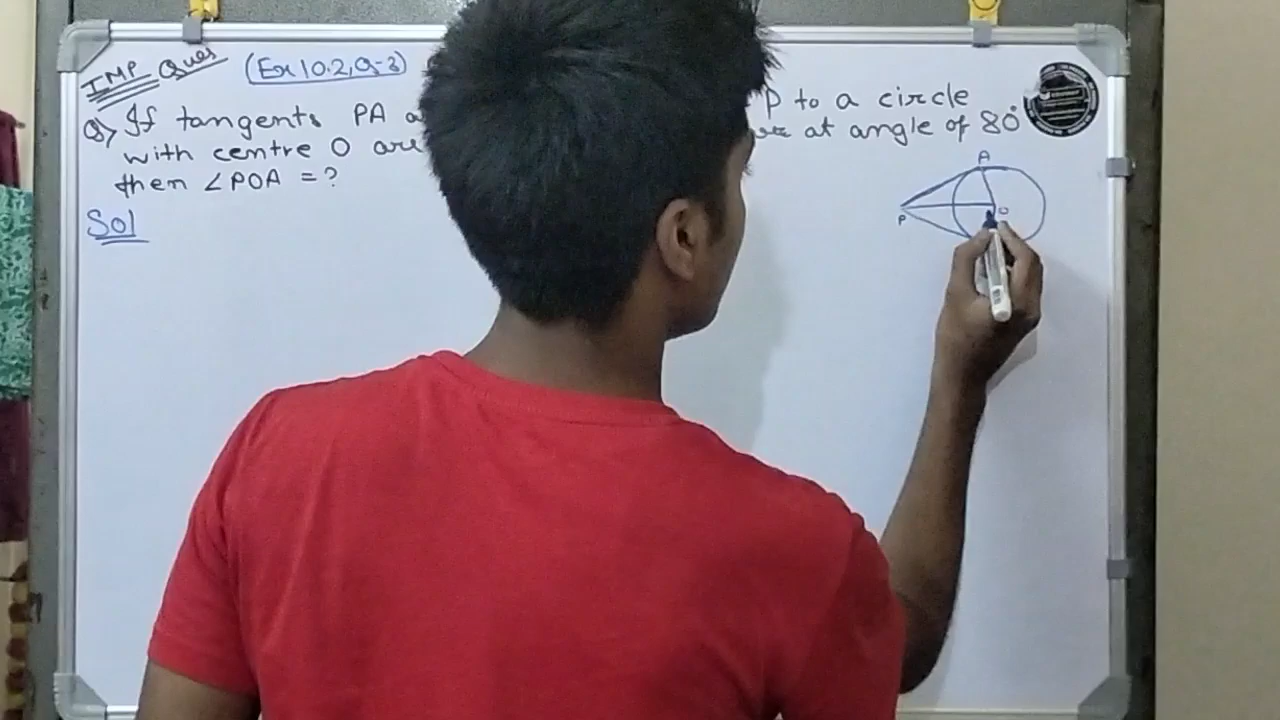 IMP Ques
(Ex 10.2, Q-3)
Q> If tangents PA a P to a circle
with centre O are at angle of 80°
then ∠POA = ?
Sol
A
P
O